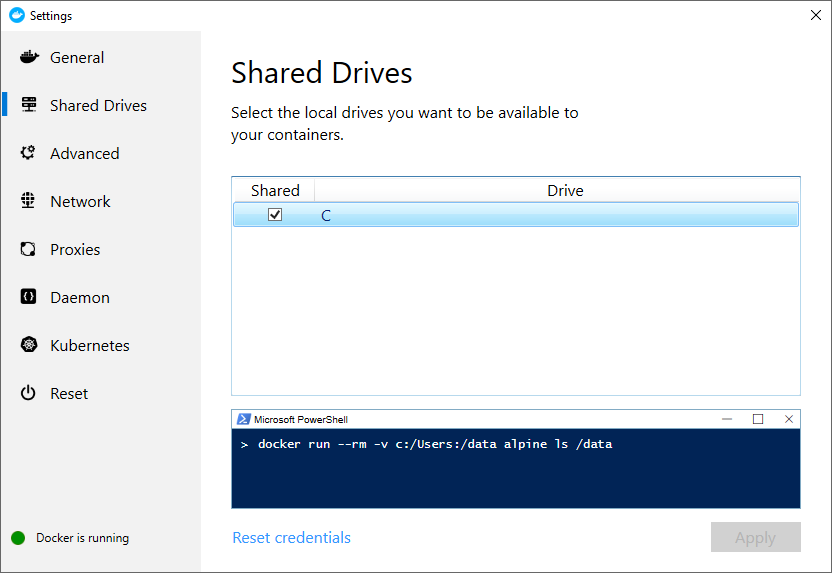 Settings
General
Shared Drives
Advanced
Network
Proxies
Daemon
Kubernetes
Reset
Docker is running
Shared Drives
Select the local drives you want to be available to
your containers.
Shared Drive
C
Microsoft PowerShell
> docker run --rm -v c:/Users:/data alpine ls /data
Reset credentials
Apply